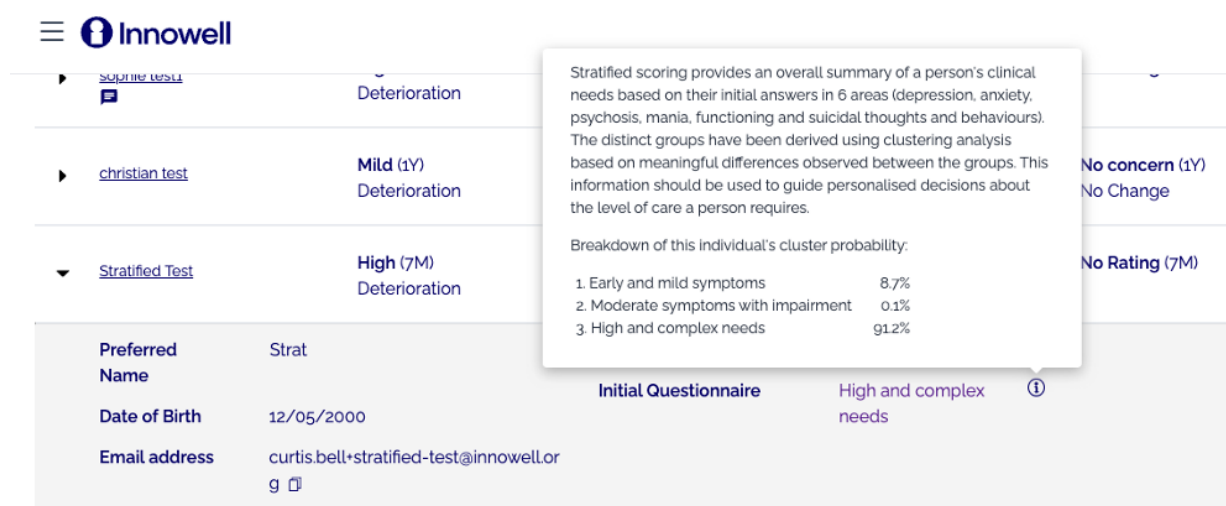 Innowell
sophie test1
Deterioration
christian test
Mild (1Y)
Deterioration
No concern (1Y)
No Change
Stratified Test
High (7M)
Deterioration
No Rating (7M)
Stratified scoring provides an overall summary of a person's clinical
needs based on their initial answers in 6 areas (depression, anxiety,
psychosis, mania, functioning and suicidal thoughts and behaviours).
The distinct groups have been derived using clustering analysis
based on meaningful differences observed between the groups. This
information should be used to guide personalised decisions about
the level of care a person requires.
Breakdown of this individual's cluster probability:
1. Early and mild symptoms 8.7%
2. Moderate symptoms with impairment 0.1%
3. High and complex needs 91.2%
Preferred
Name
Strat
Date of Birth 12/05/2000
Email address curtis.bell+stratified-test@innowell.or
g
Initial Questionnaire
High and complex
needs